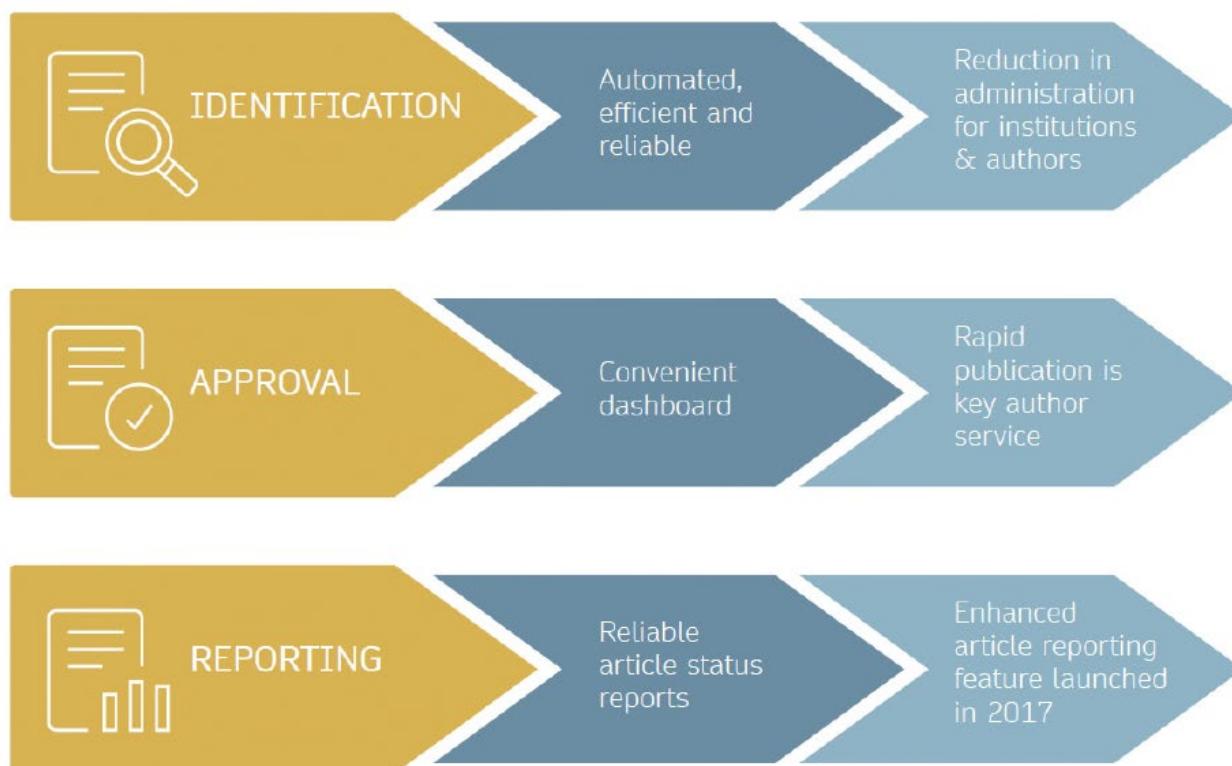 IDENTIFICATION
Automated,
efficient and
reliable
Reduction in
administration
for institutions
& authors
APPROVAL
Convenient
dashboard
Rapid
publication is
key author
service
REPORTING
Reliable
article status
reports
Enhanced
article reporting
feature launched
in 2017